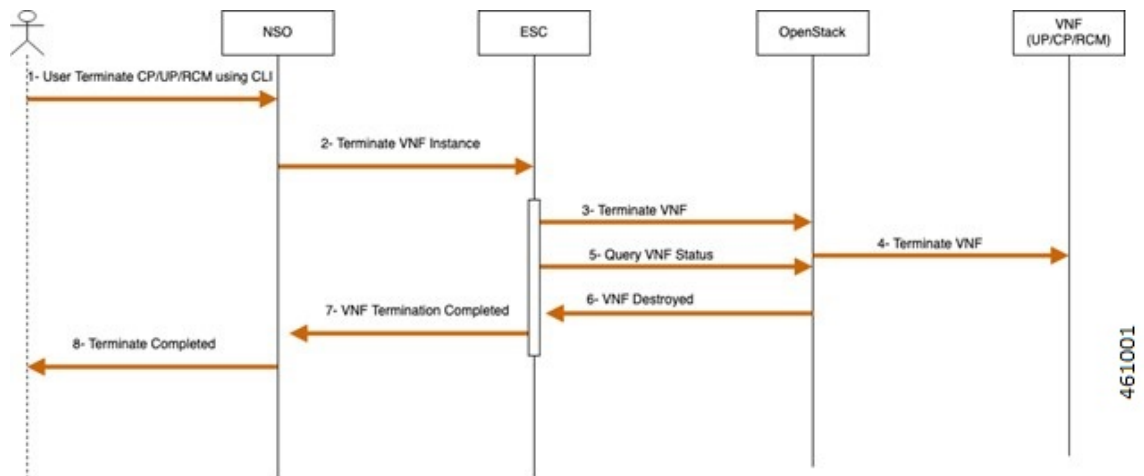 NSO
ESC
OpenStack
VNF
(UP/CP/RCM)
1- User Terminate CP/UP/RCM using CLI
2- Terminate VNF Instance
3- Terminate VNF
4- Terminate VNF
5- Query VNF Status
6- VNF Destroyed
7- VNF Termination Completed
8- Terminate Completed
461001